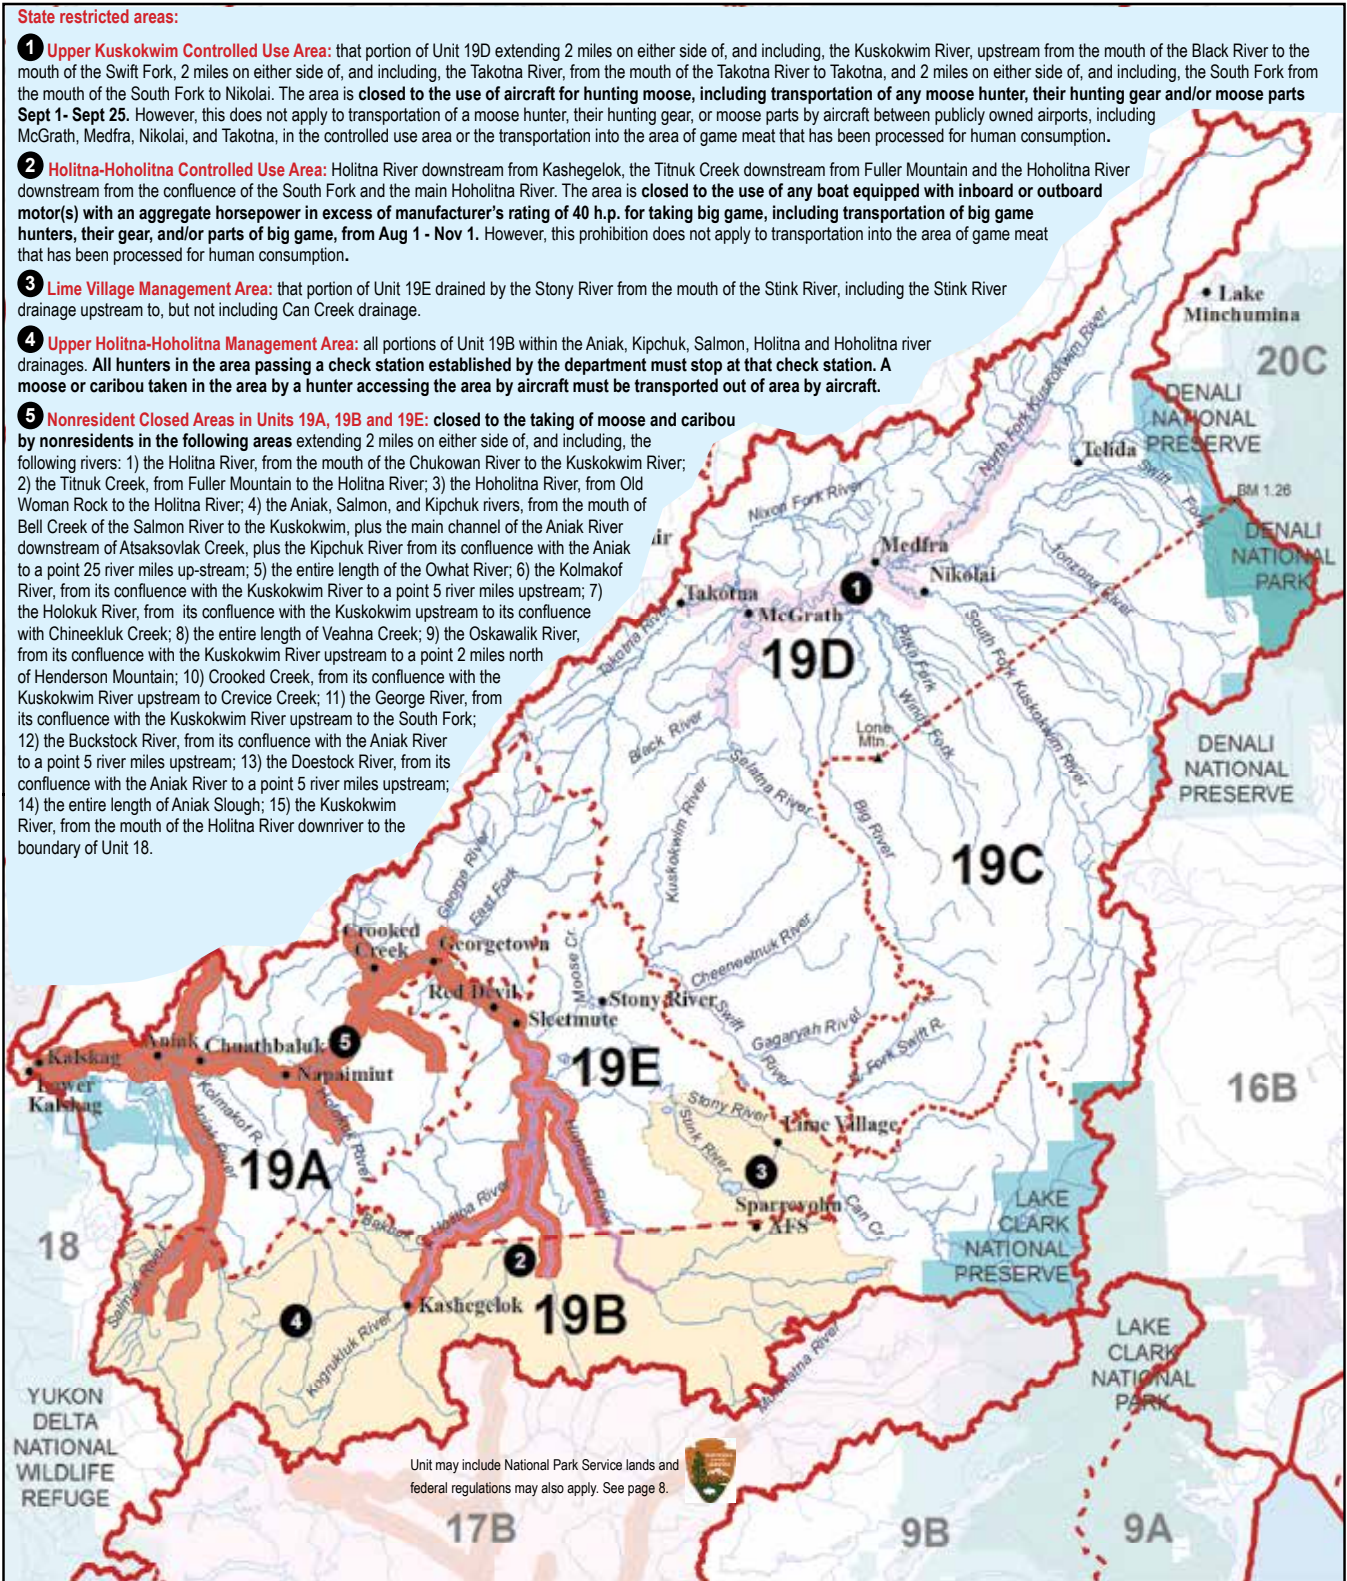 State restricted areas:
1 Upper Kuskokwim Controlled Use Area: that portion of Unit 19D extending 2 miles on either side of, and including, the Kuskokwim River, upstream from the mouth of the Black River to the
mouth of the Swift Fork, 2 miles on either side of, and including, the Takotna River, from the mouth of the Takotna River to Takotna, and 2 miles on either side of, and including, the South Fork from
the mouth of the South Fork to Nikolai. The area is closed to the use of aircraft for hunting moose, including transportation of any moose hunter, their hunting gear and/or moose parts
Sept 1- Sept 25. However, this does not apply to transportation of a moose hunter, their hunting gear, or moose parts by aircraft between publicly owned airports, including
McGrath, Medfra, Nikolai, and Takotna, in the controlled use area or the transportation into the area of game meat that has been processed for human consumption.
2 Holitna-Hoholitna Controlled Use Area: Holitna River downstream from Kashegelok, the Titnuk Creek downstream from Fuller Mountain and the Hoholitna River
downstream from the confluence of the South Fork and the main Hoholitna River. The area is closed to the use of any boat equipped with inboard or outboard
motor(s) with an aggregate horsepower in excess of manufacturer's rating of 40 h.p. for taking big game, including transportation of big game
hunters, their gear, and/or parts of big game, from Aug 1 - Nov 1. However, this prohibition does not apply to transportation into the area of game meat
that has been processed for human consumption.
3 Lime Village Management Area: that portion of Unit 19E drained by the Stony River from the mouth of the Stink River, including the Stink River
drainage upstream to, but not including Can Creek drainage.
4 Upper Holitna-Hoholitna Management Area: all portions of Unit 19B within the Aniak, Kipchuk, Salmon, Holitna and Hoholitna river
drainages. All hunters in the area passing a check station established by the department must stop at that check station. A
moose or caribou taken in the area by a hunter accessing the area by aircraft must be transported out of area by aircraft.
5 Nonresident Closed Areas in Units 19A, 19B and 19E: closed to the taking of moose and caribou
by nonresidents in the following areas extending 2 miles on either side of, and including, the
following rivers: 1) the Holitna River, from the mouth of the Chukowan River to the Kuskokwim River;
2) the Titnuk Creek, from Fuller Mountain to the Holitna River; 3) the Hoholitna River, from Old
Woman Rock to the Holitna River; 4) the Aniak, Salmon, and Kipchuk rivers, from the mouth of
Bell Creek of the Salmon River to the Kuskokwim, plus the main channel of the Aniak River
downstream of Atsaksovlak Creek, plus the Kipchuk River from its confluence with the Aniak
to a point 25 river miles up-stream; 5) the entire length of the Owhat River; 6) the Kolmakof
River, from its confluence with the Kuskokwim River to a point 5 river miles upstream; 7)
the Holokuk River, from its confluence with the Kuskokwim upstream to its confluence
with Chineekluk Creek; 8) the entire length of Veahna Creek; 9) the Oskawalik River,
from its confluence with the Kuskokwim River upstream to a point 2 miles north
of Henderson Mountain; 10) Crooked Creek, from its confluence with the
Kuskokwim River upstream to Crevice Creek; 11) the George River, from
its confluence with the Kuskokwim River upstream to the South Fork;
12) the Buckstock River, from its confluence with the Aniak River
to a point 5 river miles upstream; 13) the Doestock River, from its
confluence with the Aniak River to a point 5 river miles upstream;
14) the entire length of Aniak Slough; 15) the Kuskokwim
River, from the mouth of the Holitna River downriver to the
boundary of Unit 18.
Lake
Minchumina
20C
DENALI
NATIONAL
PRESERVE
North Fork Kuskokwim River
Telida
Swift Fork
BM 1.26
DENALI
NATIONAL
PARK
Nixon Fork River
Medfra
Nikolai
Tonzona River
1
Takotna
McGrath
Takotna River
19D
Pitka Fork
South Fork Kuskokwim River
Windy Fork
Black River
Lone
Mtn.
Selatna River
DENALI
NATIONAL
PRESERVE
Kuskokwim River
Big River
19C
George River
East Fork
Crooked
Creek
Georgetown
Moose Cr.
Cheeneetnuk River
Red Devil
Stony River
Sleetmute
Swift
River
Gagaryah River
Fork Swift R.
5
Kalskag
Aniak
Chuathbaluk
Napaimiut
Lower
Kalskag
19E
16B
Kolmakof R.
Aniak River
Holokuk River
Stony River
Stink River
Lime Village
Hoholitna River
19A
3
Sparrevohn
AFS
Can Cr.
LAKE
CLARK
NATIONAL
PRESERVE
Holitna River
18
Salmon River
2
4
Kashegelok
19B
Kogrukluk River
Mulchatna River
LAKE
CLARK
NATIONAL
PARK
YUKON
DELTA
NATIONAL
WILDLIFE
REFUGE
Unit may include National Park Service lands and
federal regulations may also apply. See page 8.
17B
9B
9A